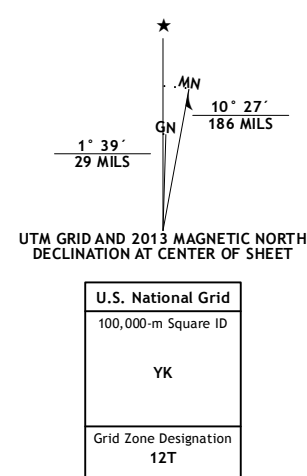 ★
MN
GN
10° 27´
186 MILS
1° 39´
29 MILS
UTM GRID AND 2013 MAGNETIC NORTH
DECLINATION AT CENTER OF SHEET
U.S. National Grid
100,000-m Square ID
YK
Grid Zone Designation
12T